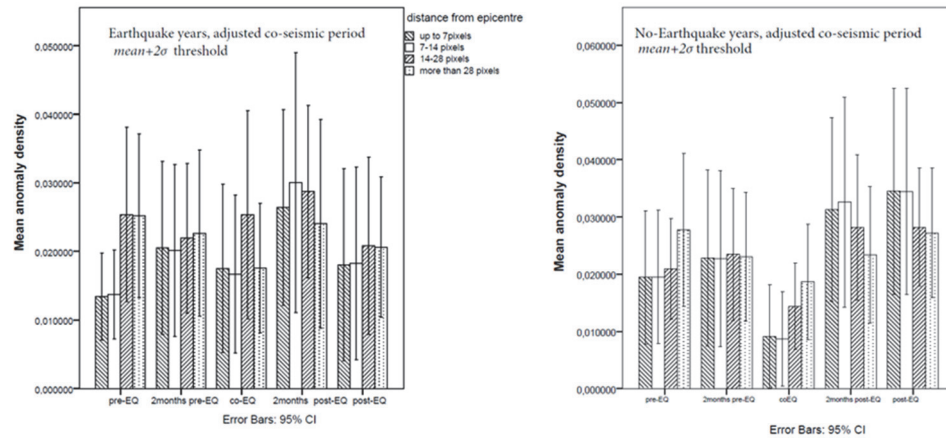 Earthquake years, adjusted co-seismic period
mean+2σ threshold
distance from epicentre
up to 7pixels
7-14 pixels
14-28 pixels
more than 28 pixels
Mean anomaly density
0,050000
0,040000
0,030000
0,020000
0,010000
0,000000
pre-EQ 2months pre-EQ co-EQ 2months post-EQ post-EQ
Error Bars: 95% CI
No-Earthquake years, adjusted co-seismic period
mean+2σ threshold
Mean anomaly density
0,060000
0,050000
0,040000
0,030000
0,020000
0,010000
0,000000
pre-EQ 2months pre-EQ coEQ 2months post-EQ post-EQ
Error Bars: 95% CI